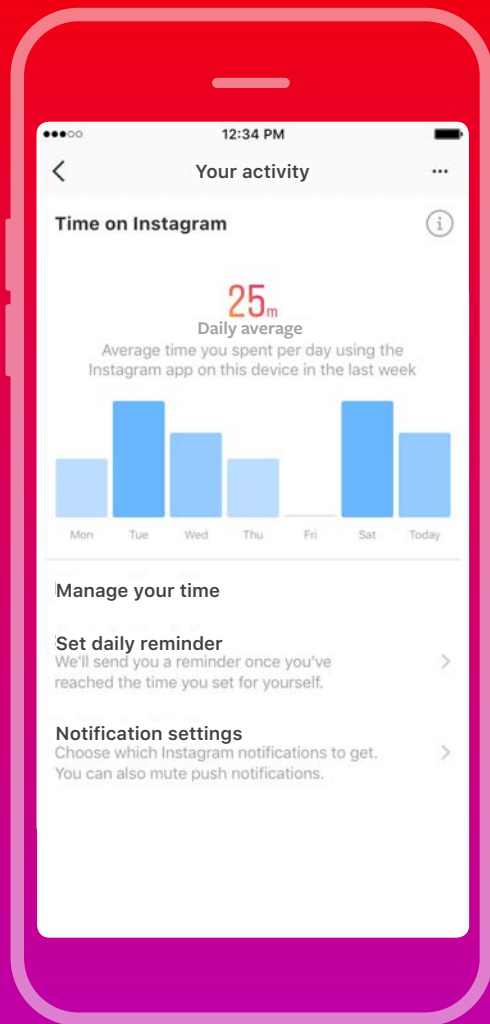 12:34 PM
Your activity
Time on Instagram
25m
Daily average
Average time you spent per day using the
Instagram app on this device in the last week
Mon Tue Wed Thu Fri Sat Today
Manage your time
Set daily reminder
We'll send you a reminder once you've
reached the time you set for yourself.
Notification settings
Choose which Instagram notifications to get.
You can also mute push notifications.